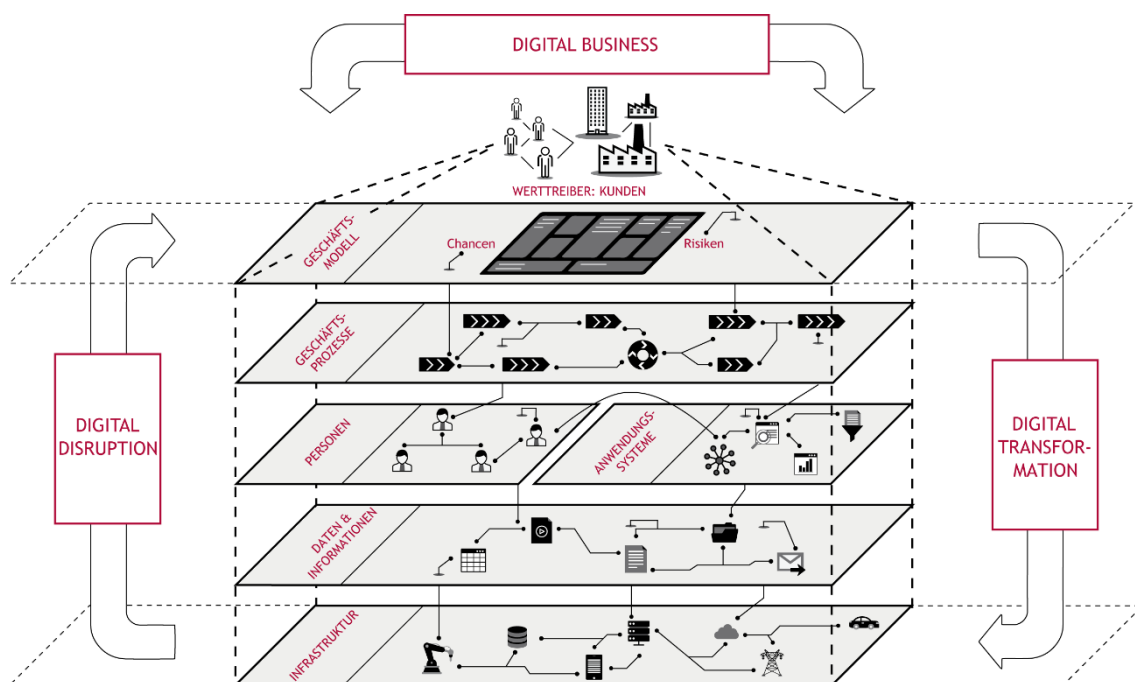 DIGITAL BUSINESS
WERTTREIBER: KUNDEN
GESCHÄFTS-
MODELL
Chancen
Risiken
GESCHÄFTS-
PROZESSE
DIGITAL
DISRUPTION
DIGITAL
TRANSFOR-
MATION
PERSONEN
ANWENDUNGS-
SYSTEME
DATEN &
INFORMATIONEN
INFRASTRUKTUR